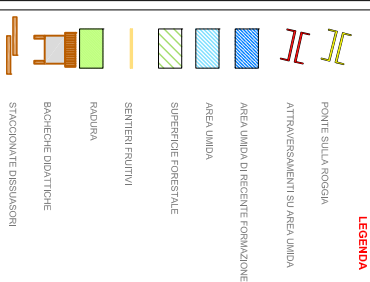 LEGENDA
PONTE SULLA ROGGIA
ATTRAVERSAMENTI SU AREA UMIDA
AREA UMIDA DI RECENTE FORMAZIONE
AREA UMIDA
SUPERFICIE FORESTALE
SENTIERI FRUITIVI
RADURA
BACHECHE DIDATTICHE
STACCIONATE DISSUASORI